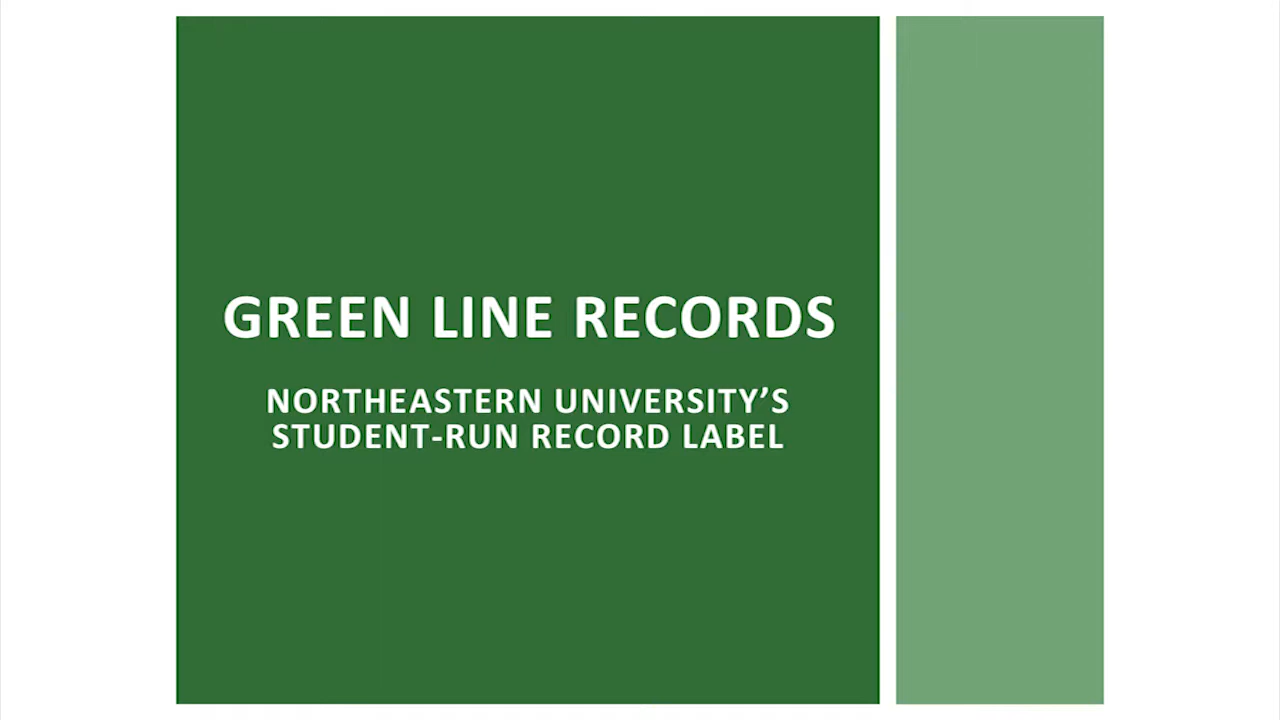 GREEN LINE RECORDS
NORTHEASTERN UNIVERSITY’S
STUDENT-RUN RECORD LABEL